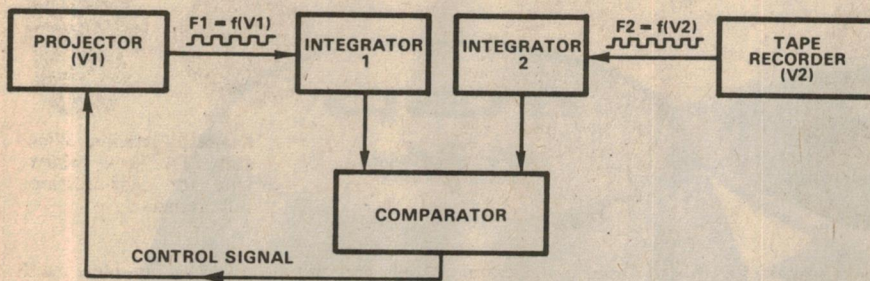 PROJECTOR
(V1)
F1 = f(V1)
INTEGRATOR
1
INTEGRATOR
2
F2 = f(V2)
TAPE
RECORDER
(V2)
COMPARATOR
CONTROL SIGNAL